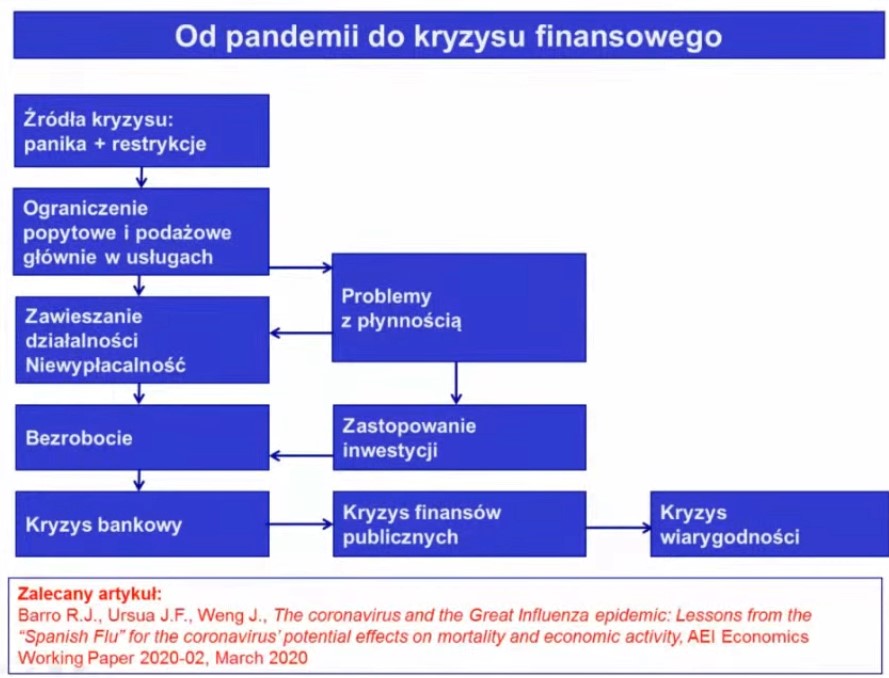 Od pandemii do kryzysu finansowego
Źródła kryzysu:
panika + restrykcje
Ograniczenie
popytowe i podażowe
głównie w usługach
Problemy
z płynnością
Zawieszanie
działalności
Niewypłacalność
Bezrobocie
Zastopowanie
inwestycji
Kryzys bankowy
Kryzys finansów
publicznych
Kryzys
wiarygodności
Zalecany artykuł:
Barro R.J., Ursua J.F., Weng J., The coronavirus and the Great Influenza epidemic: Lessons from the
“Spanish Flu” for the coronavirus’ potential effects on mortality and economic activity, AEI Economics
Working Paper 2020-02, March 2020